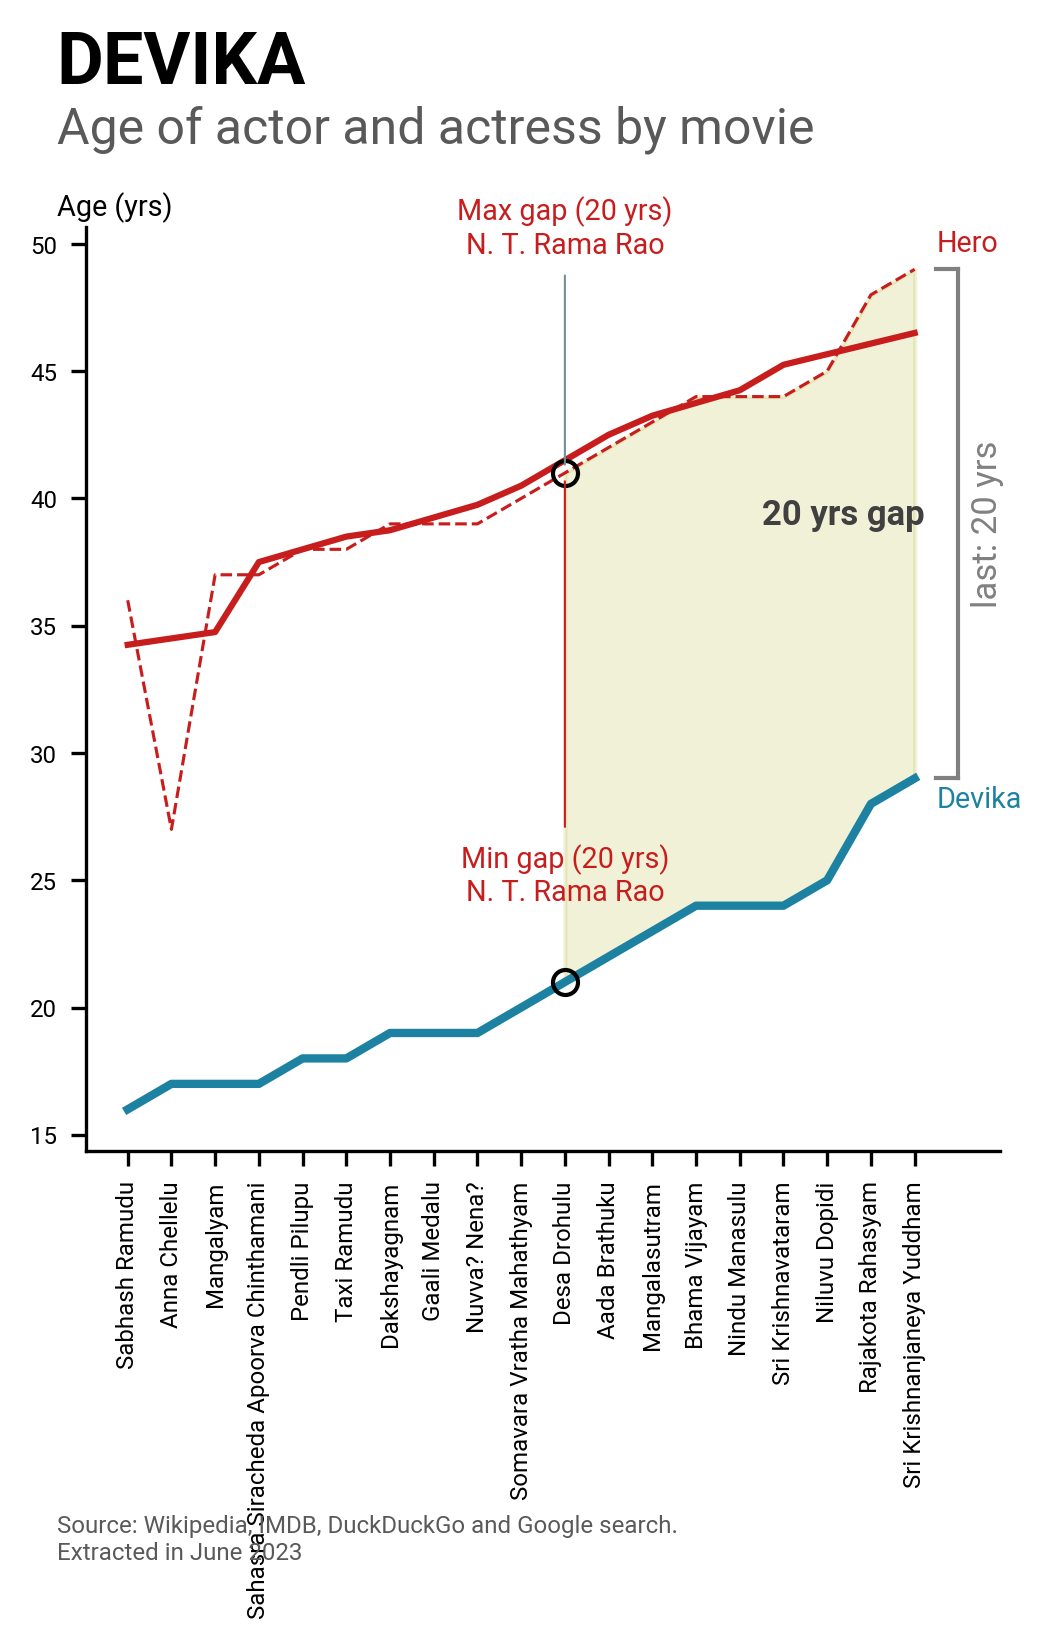 DEVIKA
Age of actor and actress by movie
Age (yrs)
Max gap (20 yrs)
N. T. Rama Rao
Hero
50
45
40
35
30
25
20
15
20 yrs gap
last: 20 yrs
Devika
Min gap (20 yrs)
N. T. Rama Rao
Sabhash Ramudu
Anna Chellelu
Mangalyam
Sahasra Siracheda Apoorva Chinthamani
Pendli Pilupu
Taxi Ramudu
Dakshayagnam
Gaali Medalu
Nuvva? Nena?
Somavara Vratha Mahathyam
Desa Drohulu
Aada Brathuku
Mangalasutram
Bhama Vijayam
Nindu Manasulu
Sri Krishnavataram
Niluvu Dopidi
Rajakota Rahasyam
Sri Krishnanjaneya Yuddham
Source: Wikipedia, IMDB, DuckDuckGo and Google search.
Extracted in June 2023